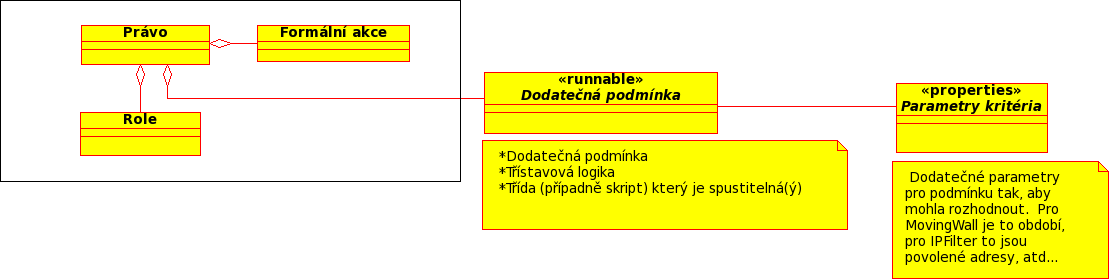 Právo
Formální akce
Role
«runnable»
Dodatečná podmínka
«properties»
Parametry kritéria
*Dodatečná podmínka
*Třístavová logika
*Třída (případně skript) který je spustitelná(ý)
Dodatečné parametry
pro podmínku tak, aby
mohla rozhodnout. Pro
MovingWall je to období,
pro IPFilter to jsou
povolené adresy, atd...